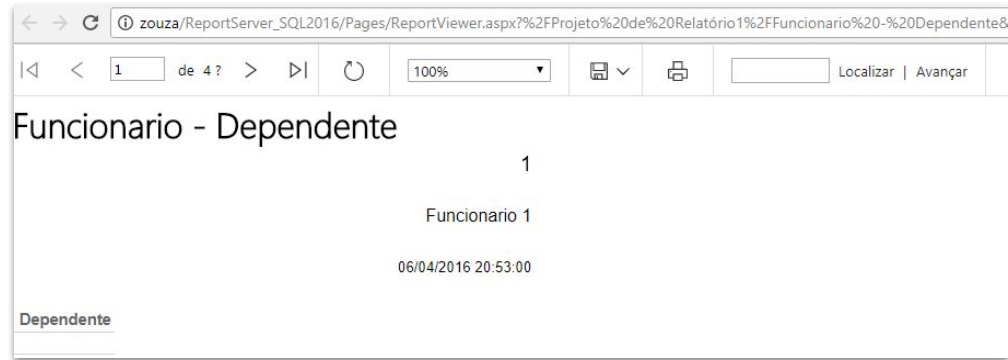 zouza/ReportServer_SQL2016/Pages/ReportViewer.aspx?%2FProjeto%20de%20Relatório1%2FFuncionario%20-%20Dependente&
1 de 4 ? 100% Localizar | Avançar
Funcionario - Dependente
1
Funcionario 1
06/04/2016 20:53:00
Dependente